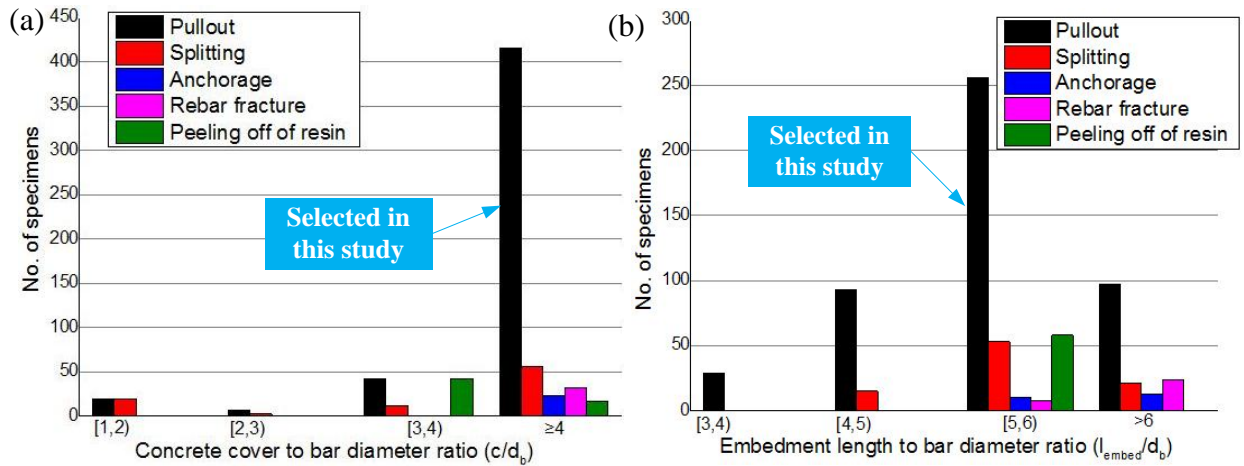 (a)
450
400
350
300
250
200
150
100
50
0
No. of specimens
Pullout
Splitting
Anchorage
Rebar fracture
Peeling off of resin
Selected in
this study
[1,2)
[2,3)
[3,4)
≥4
Concrete cover to bar diameter ratio (c/d_b)
(b)
300
250
200
150
100
50
0
No. of specimens
Pullout
Splitting
Anchorage
Rebar fracture
Peeling off of resin
Selected in
this study
[3,4)
[4,5)
[5,6)
>6
Embedment length to bar diameter ratio (l_embed/d_b)